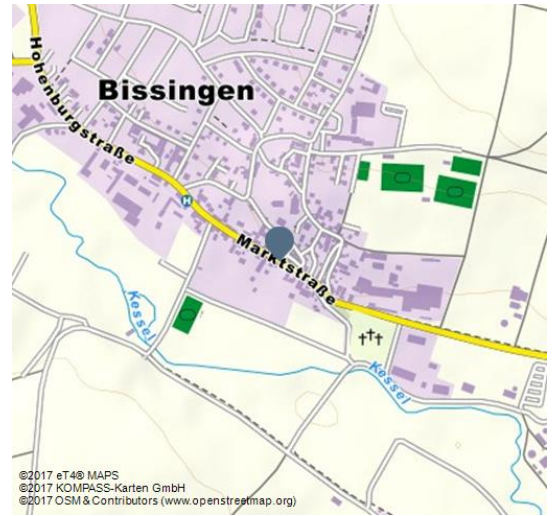 Hohenburgstraße
Bissingen
H
Marktstraße
Kessel
Kessel
©2017 eT4® MAPS
©2017 KOMPASS-Karten GmbH
©2017 OSM & Contributors (www.openstreetmap.org)